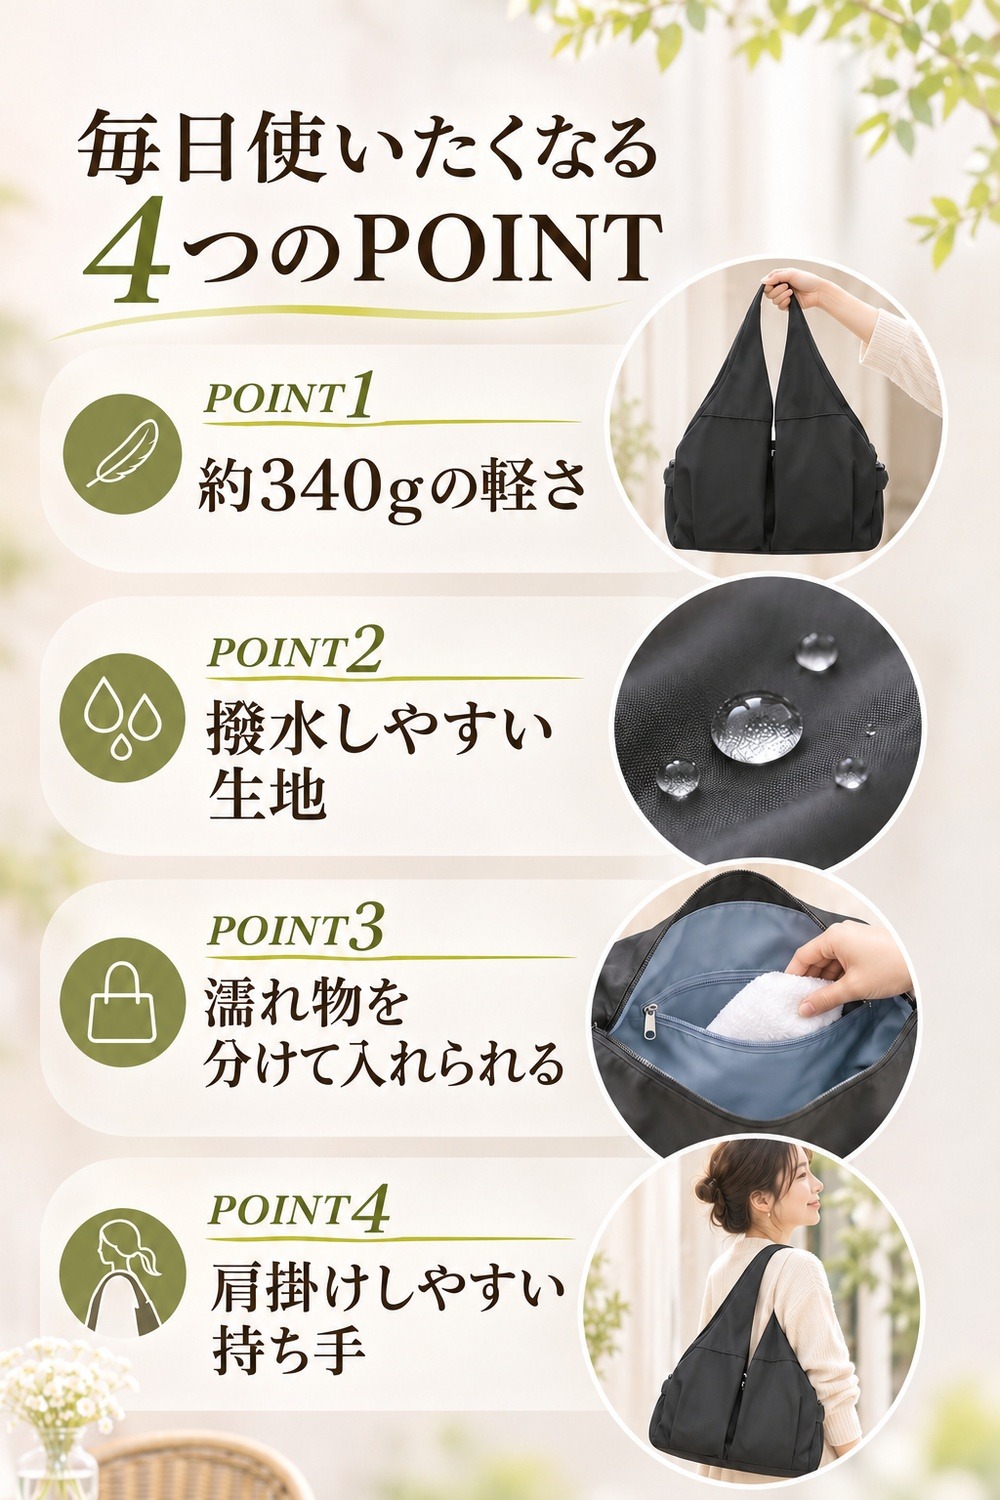 毎日使いたくなる
4つのPOINT
POINT1
約340gの軽さ
POINT2
撥水しやすい
生地
POINT3
濡れ物を
分けて入れられる
POINT4
肩掛けしやすい
持ち手